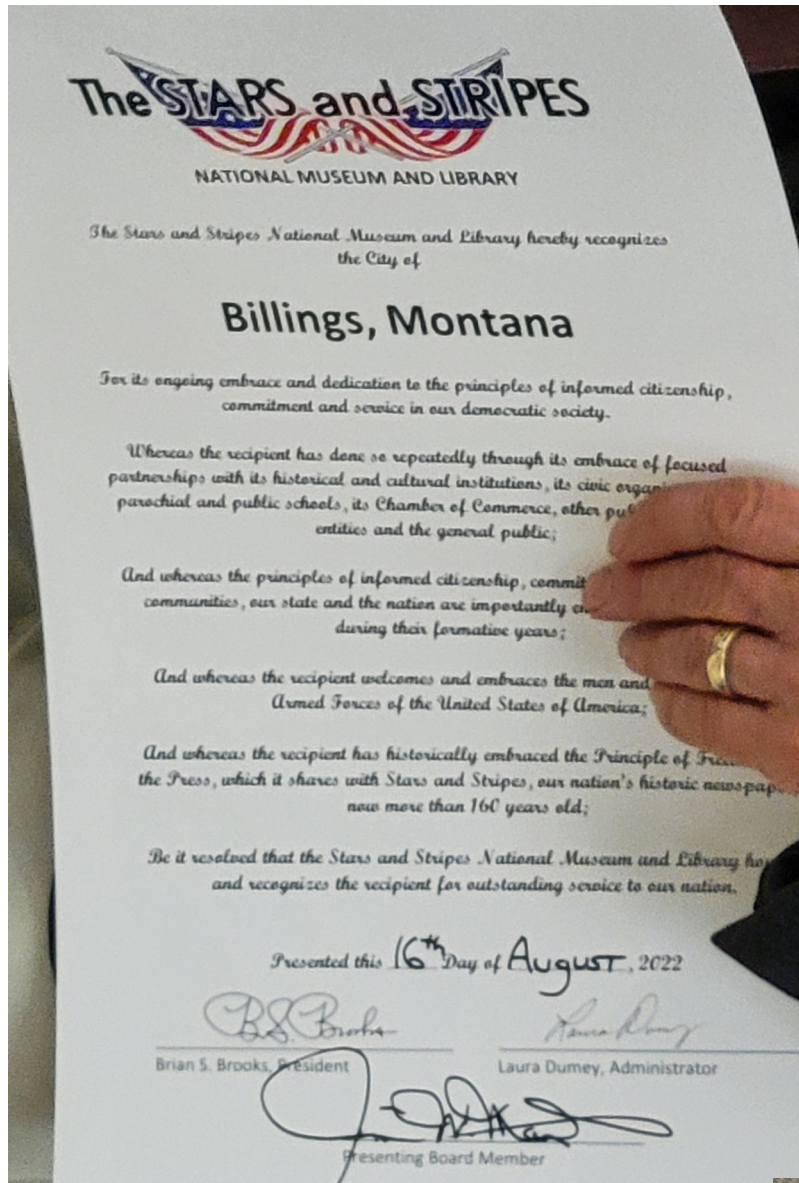 The STARS and STRIPES
NATIONAL MUSEUM AND LIBRARY
The Stars and Stripes National Museum and Library hereby recognizes
the City of
Billings, Montana
For its ongoing embrace and dedication to the principles of informed citizenship,
commitment and service in our democratic society.
Whereas the recipient has done so repeatedly through its embrace of focused
partnerships with its historical and cultural institutions, its civic
parochial and public schools, its Chamber of Commerce, other
entities and the general public;
And whereas the principles of informed citizenship,
communities, our state and the nation are importantly
during their formative years;
And whereas the recipient welcomes and embraces the men and
Armed Forces of the United States of America;
And whereas the recipient has historically embraced the Principle of
the Press, which it shares with Stars and Stripes, our nation's historic
now more than 160 years old;
Be it resolved that the Stars and Stripes National Museum and Library
and recognizes the recipient for outstanding service to our nation.
Presented this 16th Day of August, 2022
B.S. Brooks Laura Dumey
Brian S. Brooks, President Laura Dumey, Administrator
Presenting Board Member